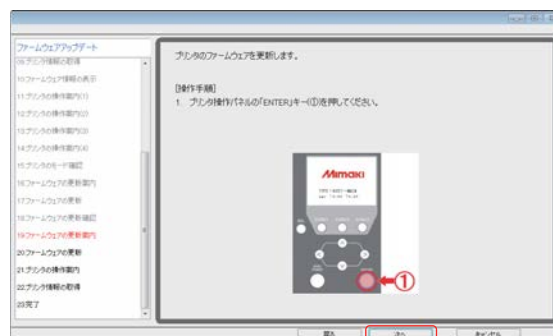 ファームウェアアップデート
09.プリンタ情報の取得
10.ファームウェア情報の表示
11.プリンタの操作案内(1)
12.プリンタの操作案内(2)
13.プリンタの操作案内(3)
14.プリンタの操作案内(4)
15.プリンタのモード確認
16.ファームウェアの更新案内
17.ファームウェアの更新
18.ファームウェアの更新確認
19.ファームウェアの更新案内
20.ファームウェアの更新
21.プリンタの操作案内
22.プリンタ情報の取得
23.完了
プリンタのファームウェアを更新します。
[操作手順]
1. プリンタ操作パネルの「ENTER」キー(①)を押してください。
Mimaki
①
戻る
次へ
キャンセル